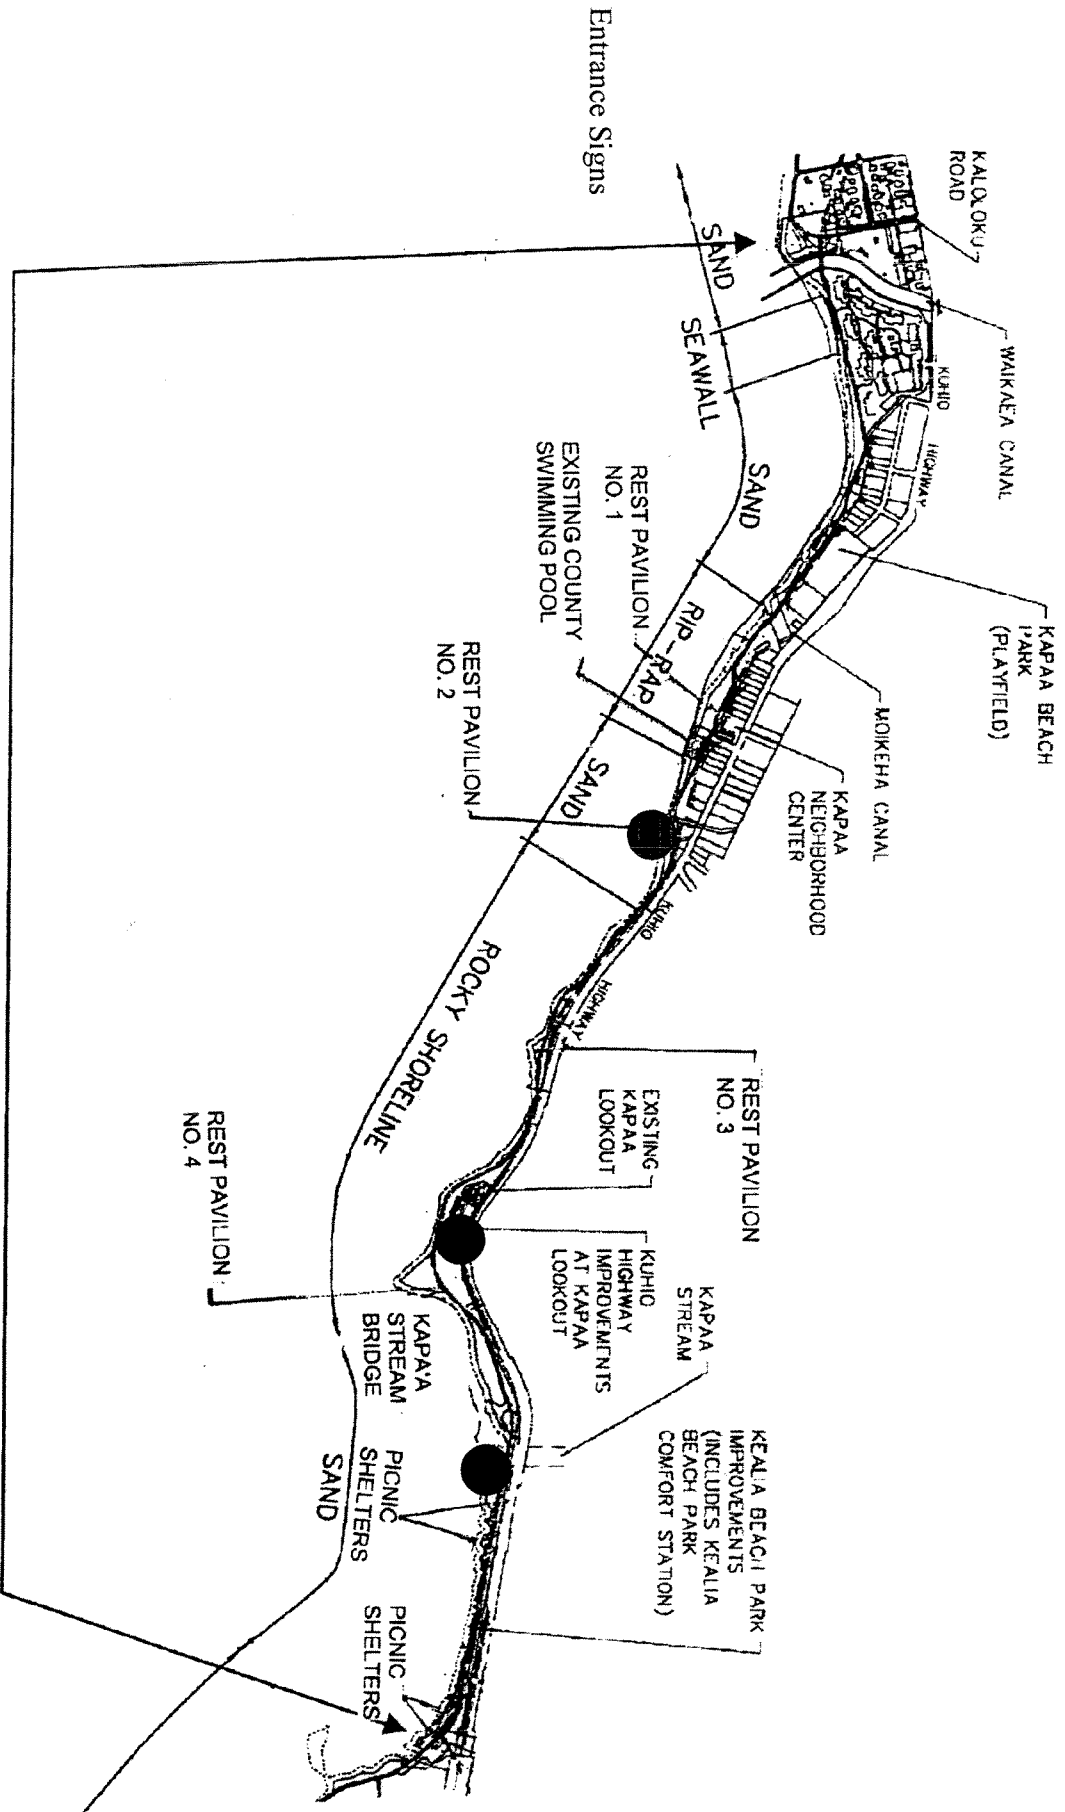 Entrance Signs
KALOLOKU
ROAD
WAIKAEA CANAL
KUHIO
HIGHWAY
KAPAA BEACH
PARK
(PLAYFIELD)
MOIKEHA CANAL
KAPAA
NEIGHBORHOOD
CENTER
SAND
SEAWALL
SAND
RIP-RAP
SAND
ROCKY SHORELINE
SAND
REST PAVILION
NO. 1
EXISTING COUNTY
SWIMMING POOL
REST PAVILION
NO. 2
KUHIO
HIGHWAY
REST PAVILION
NO. 3
EXISTING
KAPAA
LOOKOUT
KUHIO
HIGHWAY
IMPROVEMENTS
AT KAPAA
LOOKOUT
KAPAA
STREAM
KEALIA BEACH PARK
IMPROVEMENTS
(INCLUDES KEALIA
BEACH PARK
COMFORT STATION)
REST PAVILION
NO. 4
KAPA'A
STREAM
BRIDGE
PICNIC
SHELTERS
PICNIC
SHELTERS